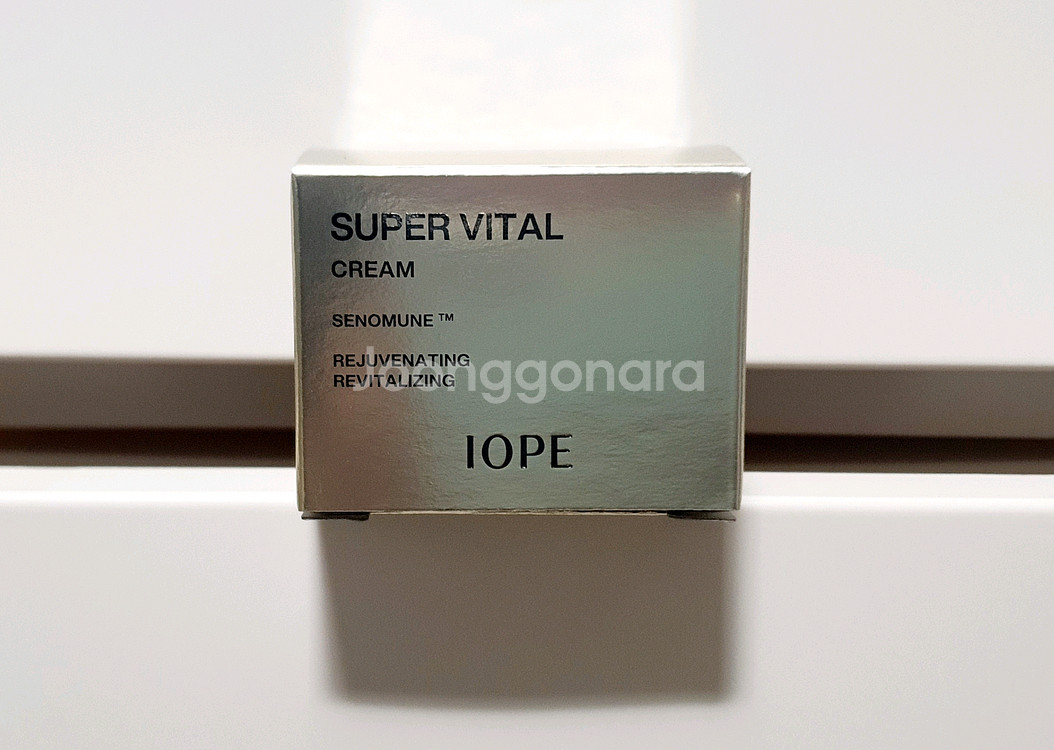 SUPER VITAL
CREAM
SENOMUNE ™
REJUVENATING
REVITALIZING
Joonggonara
IOPE